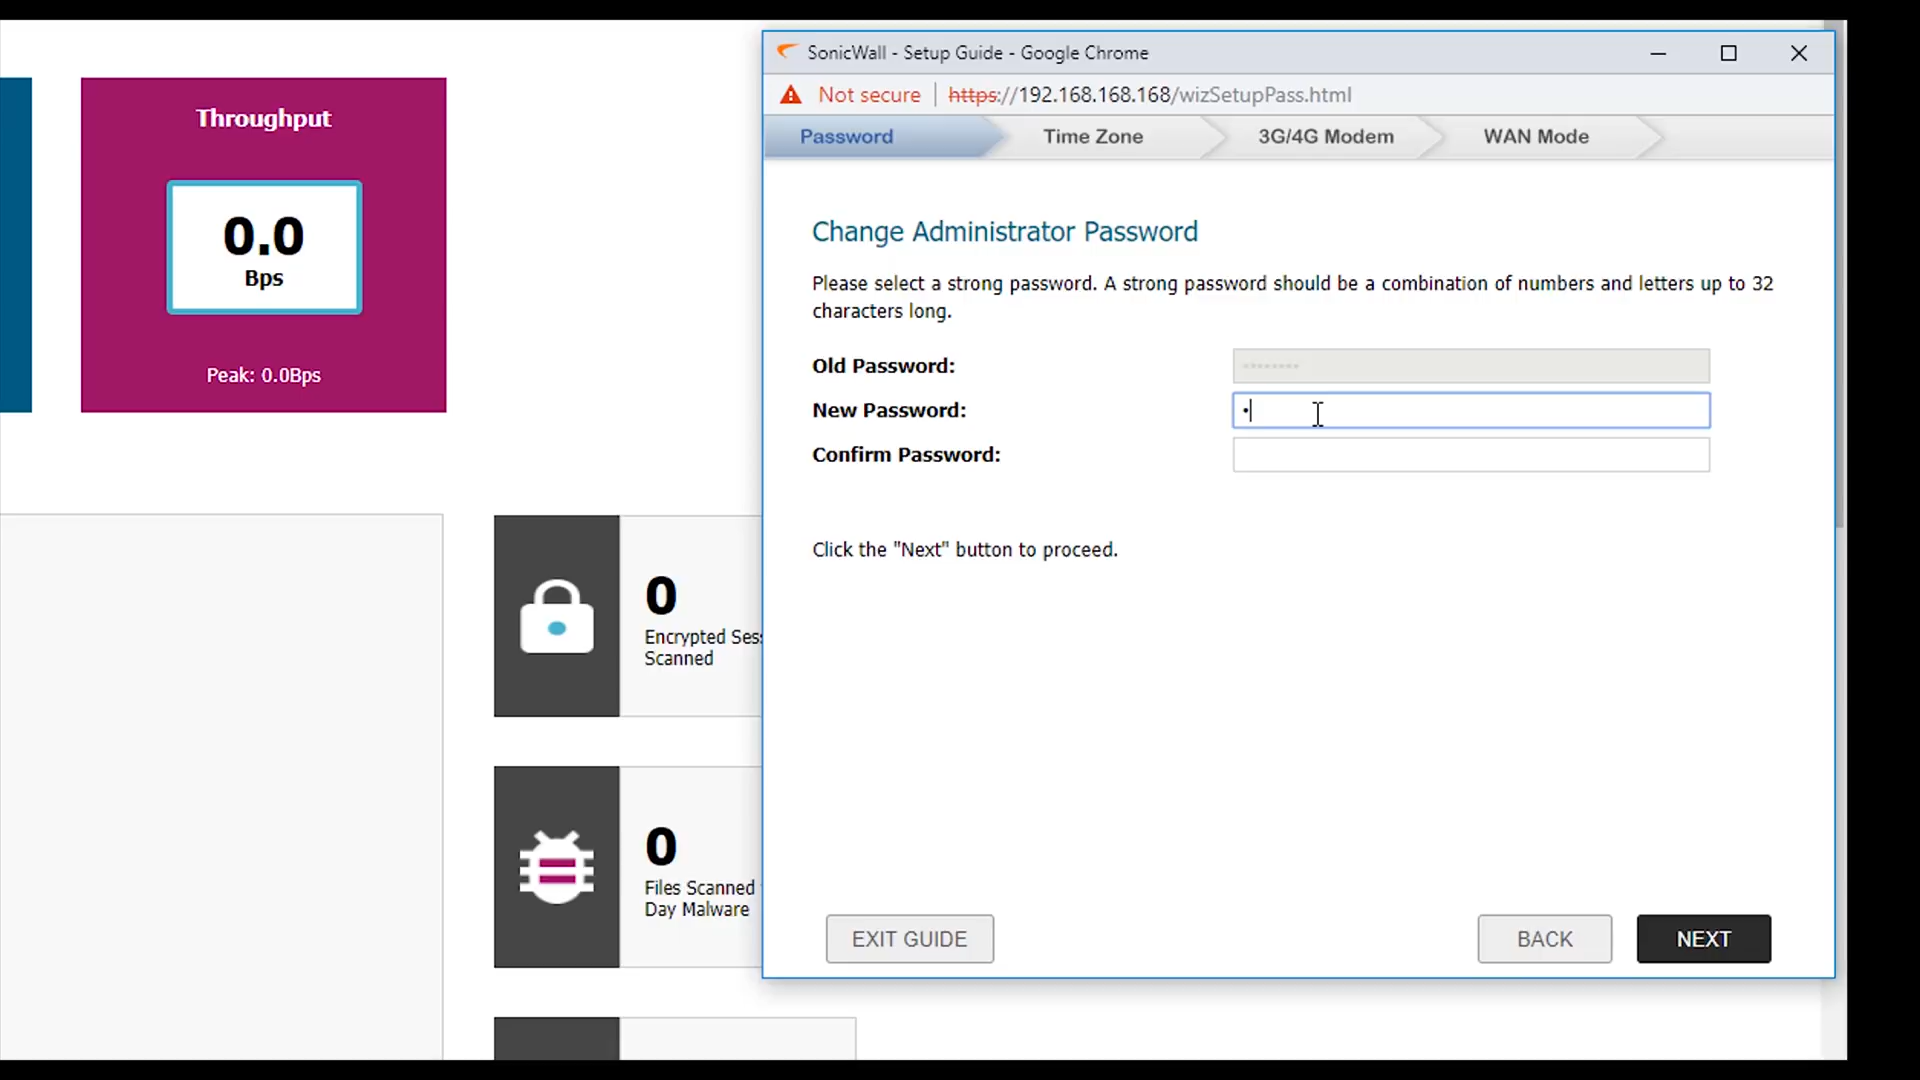 Throughput
0.0
Bps
Peak: 0.0Bps
0
Encrypted Sess
Scanned
0
Files Scanned
Day Malware
SonicWall - Setup Guide - Google Chrome
Not secure | https://192.168.168.168/wizSetupPass.html
Password Time Zone 3G/4G Modem WAN Mode
Change Administrator Password
Please select a strong password. A strong password should be a combination of numbers and letters up to 32
characters long.
Old Password: ••••••••
New Password: •
Confirm Password:
Click the "Next" button to proceed.
EXIT GUIDE BACK NEXT